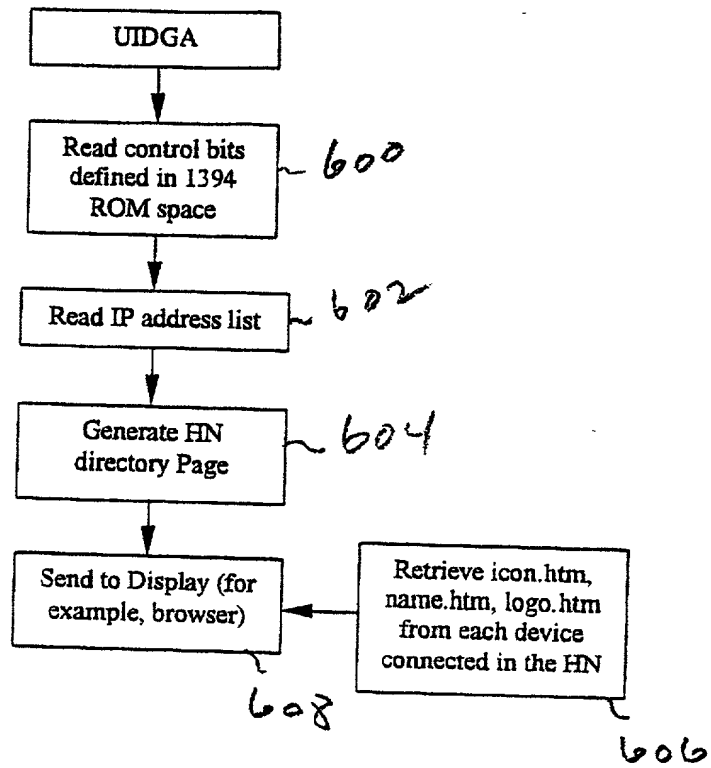 UIDGA
Read control bits
defined in 1394
ROM space
600
Read IP address list
602
Generate HN
directory Page
604
Send to Display (for
example, browser)
608
Retrieve icon.htm,
name.htm, logo.htm
from each device
connected in the HN
606